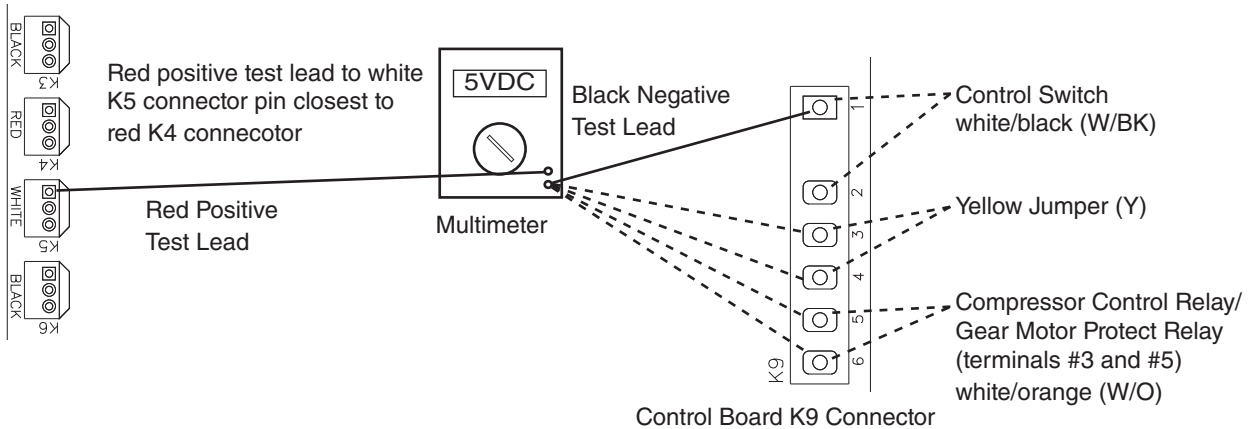 BLACK
K3
RED
K4
WHITE
K5
BLACK
K6
Red positive test lead to white
K5 connector pin closest to
red K4 connecotor
Red Positive
Test Lead
5VDC
Multimeter
Black Negative
Test Lead
1
2
3
4
5
6
K9
Control Switch
white/black (W/BK)
Yellow Jumper (Y)
Compressor Control Relay/
Gear Motor Protect Relay
(terminals #3 and #5)
white/orange (W/O)
Control Board K9 Connector